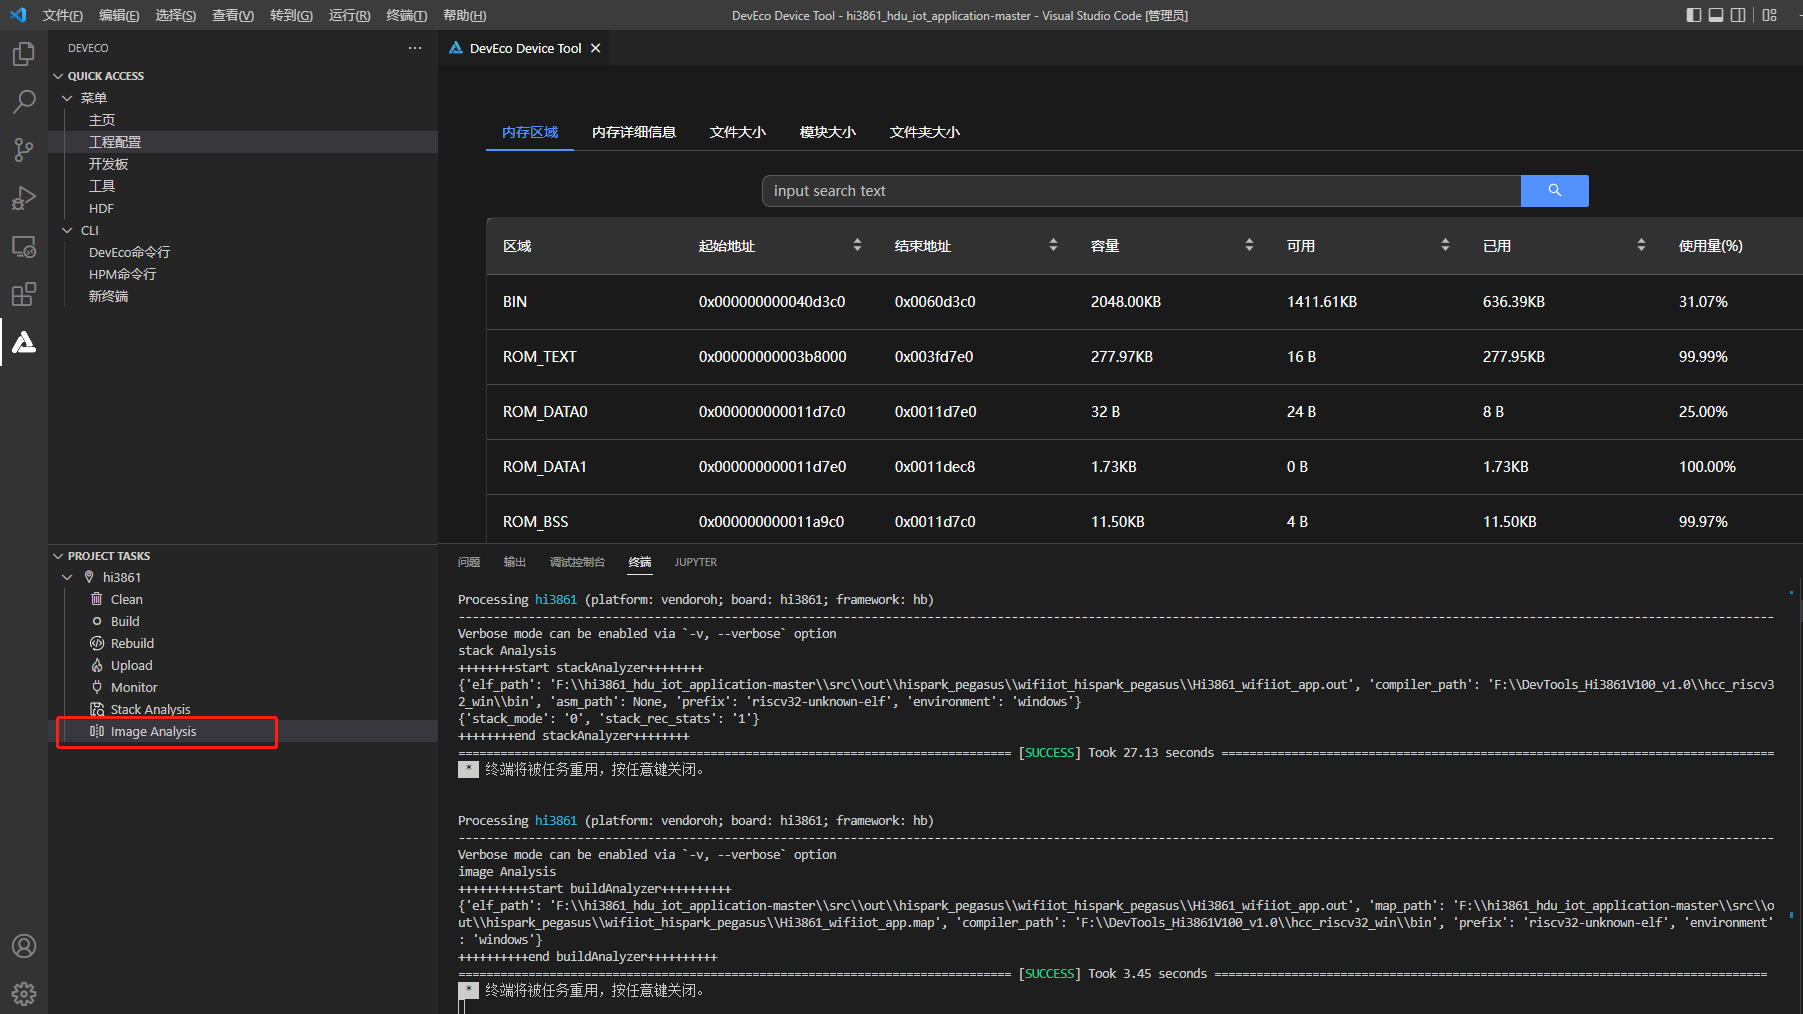 文件(F) 编辑(E) 选择(S) 查看(V) 转到(G) 运行(R) 终端(T) 帮助(H) DevEco Device Tool - hi3861_hdu_iot_application-master - Visual Studio Code [管理员]
DEVECO
QUICK ACCESS
菜单
主页
工程配置
开发板
工具
HDF
CLI
DevEco命令行
HPM命令行
新终端
PROJECT TASKS
hi3861
Clean
Build
Rebuild
Upload
Monitor
Stack Analysis
Image Analysis
DevEco Device Tool
内存区域 内存详细信息 文件大小 模块大小 文件夹大小
input search text
区域 起始地址 结束地址 容量 可用 已用 使用量(%)
BIN 0x000000000040d3c0 0x0060d3c0 2048.00KB 1411.61KB 636.39KB 31.07%
ROM_TEXT 0x00000000003b8000 0x003fd7e0 277.97KB 16 B 277.95KB 99.99%
ROM_DATA0 0x000000000011d7c0 0x0011d7e0 32 B 24 B 8 B 25.00%
ROM_DATA1 0x000000000011d7e0 0x0011dec8 1.73KB 0 B 1.73KB 100.00%
ROM_BSS 0x000000000011a9c0 0x0011d7c0 11.50KB 4 B 11.50KB 99.97%
问题 输出 调试控制台 终端 JUPYTER
Processing hi3861 (platform: vendoroh; board: hi3861; framework: hb)
Verbose mode can be enabled via `-v, --verbose` option
stack Analysis
++++++++start stackAnalyzer++++++++
{'elf_path': 'F:\\hi3861_hdu_iot_application-master\\src\\out\\hispark_pegasus\\wifiiot_hispark_pegasus\\Hi3861_wifiiot_app.out', 'compiler_path': 'F:\\DevTools_Hi3861V100_v1.0\\hcc_riscv3
2_win\\bin', 'asm_path': None, 'prefix': 'riscv32-unknown-elf', 'environment': 'windows'}
{'stack_mode': '0', 'stack_rec_stats': '1'}
++++++++end stackAnalyzer++++++++
[SUCCESS] Took 27.13 seconds
* 终端将被任务重用，按任意键关闭。
Processing hi3861 (platform: vendoroh; board: hi3861; framework: hb)
Verbose mode can be enabled via `-v, --verbose` option
image Analysis
++++++++++start buildAnalyzer++++++++++
{'elf_path': 'F:\\hi3861_hdu_iot_application-master\\src\\out\\hispark_pegasus\\wifiiot_hispark_pegasus\\Hi3861_wifiiot_app.out', 'map_path': 'F:\\hi3861_hdu_iot_application-master\\src\\o
ut\\hispark_pegasus\\wifiiot_hispark_pegasus\\Hi3861_wifiiot_app.map', 'compiler_path': 'F:\\DevTools_Hi3861V100_v1.0\\hcc_riscv32_win\\bin', 'prefix': 'riscv32-unknown-elf', 'environment'
: 'windows'}
++++++++++end buildAnalyzer++++++++++
[SUCCESS] Took 3.45 seconds
* 终端将被任务重用，按任意键关闭。